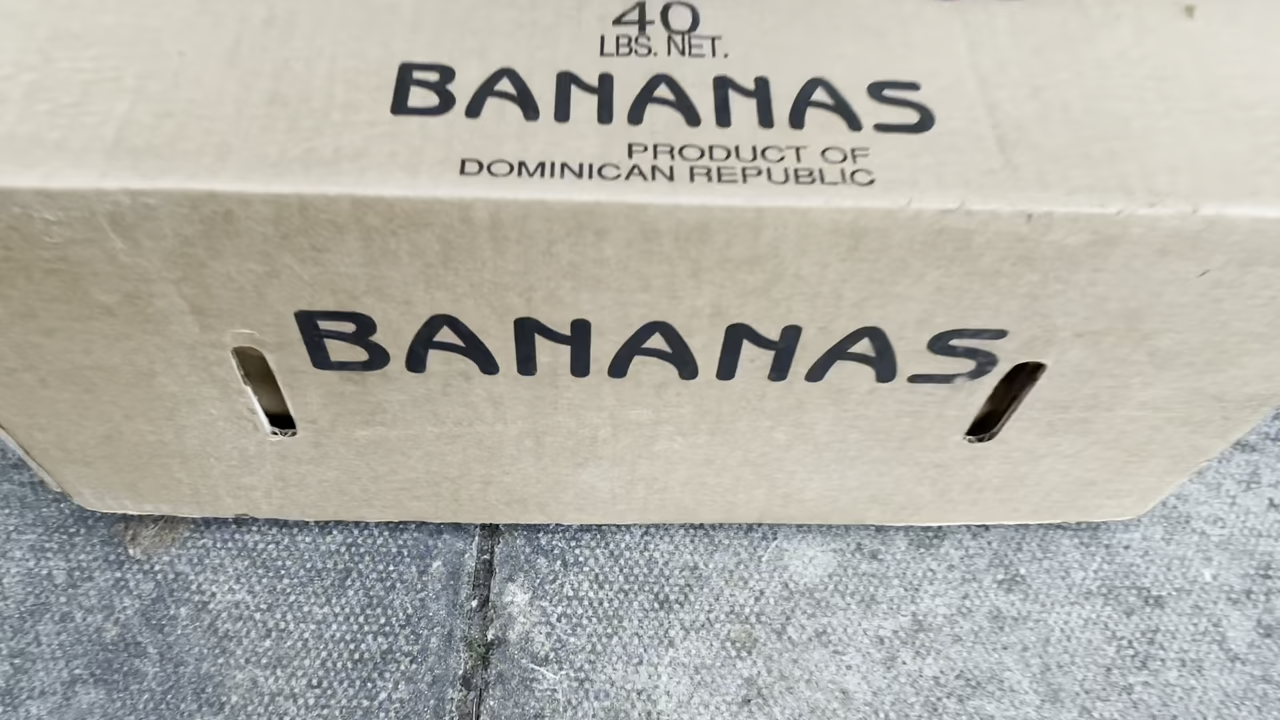 40
LBS. NET.
BANANAS
PRODUCT OF
DOMINICAN REPUBLIC
BANANAS